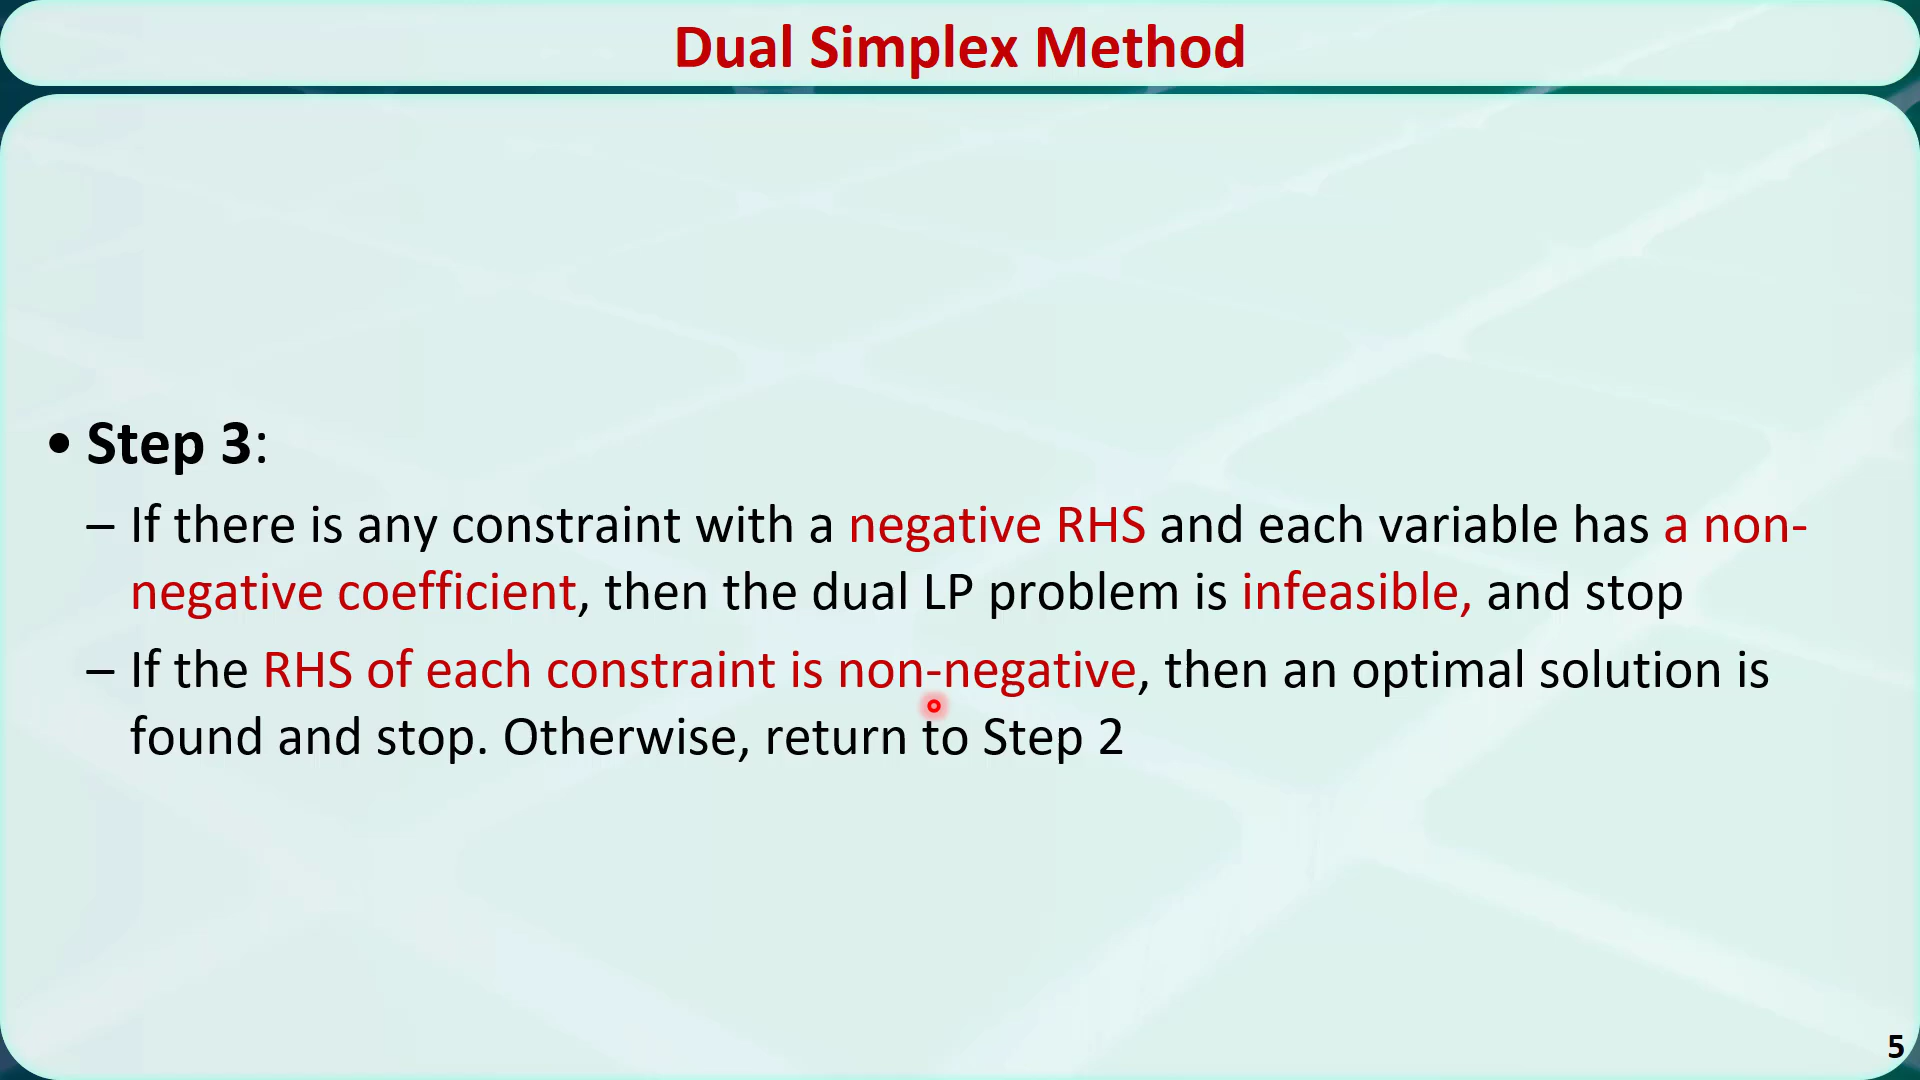 Dual Simplex Method
• Step 3:
– If there is any constraint with a negative RHS and each variable has a non-
negative coefficient, then the dual LP problem is infeasible, and stop
– If the RHS of each constraint is non-negative, then an optimal solution is
found and stop. Otherwise, return to Step 2
5